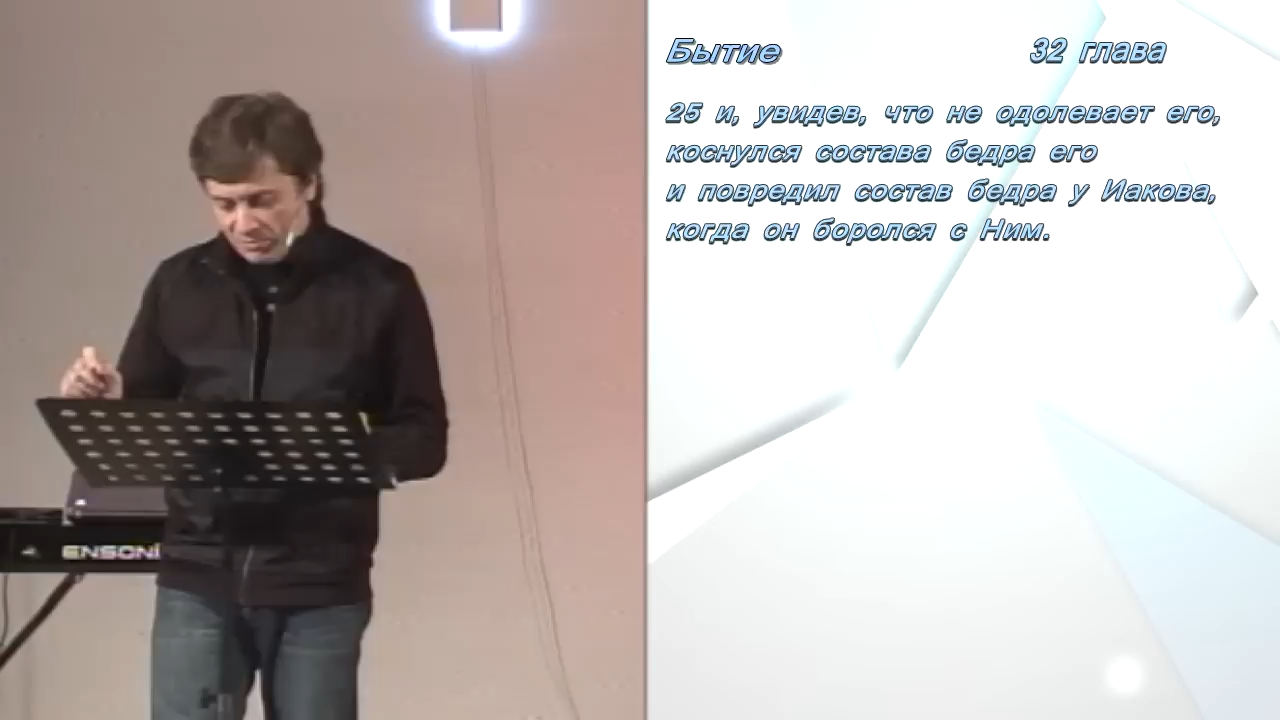 Бытие 32 глава
25 и, увидев, что не одолевает его,
коснулся состава бедра его
и повредил состав бедра у Иакова,
когда он боролся с Ним.
ENSONI